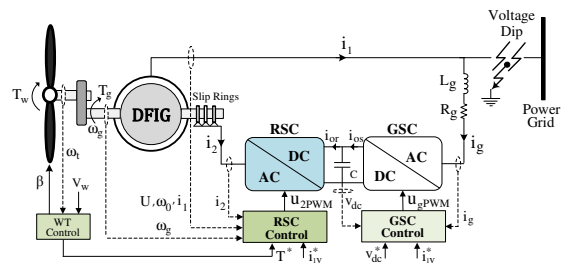 Voltage
Dip
i1
Tw
Tg
DFIG
Slip Rings
Lg
Rg
Power
Grid
ωg
ωt
i2
RSC
ior
ios
GSC
ig
DC
AC
AC
DC
C
β
Vw
U, ω0, i1
i2
u2PWM
vdc
ugPWM
ig
WT
Control
ωg
RSC
Control
GSC
Control
T*
i1y*
vdc*
i1y*